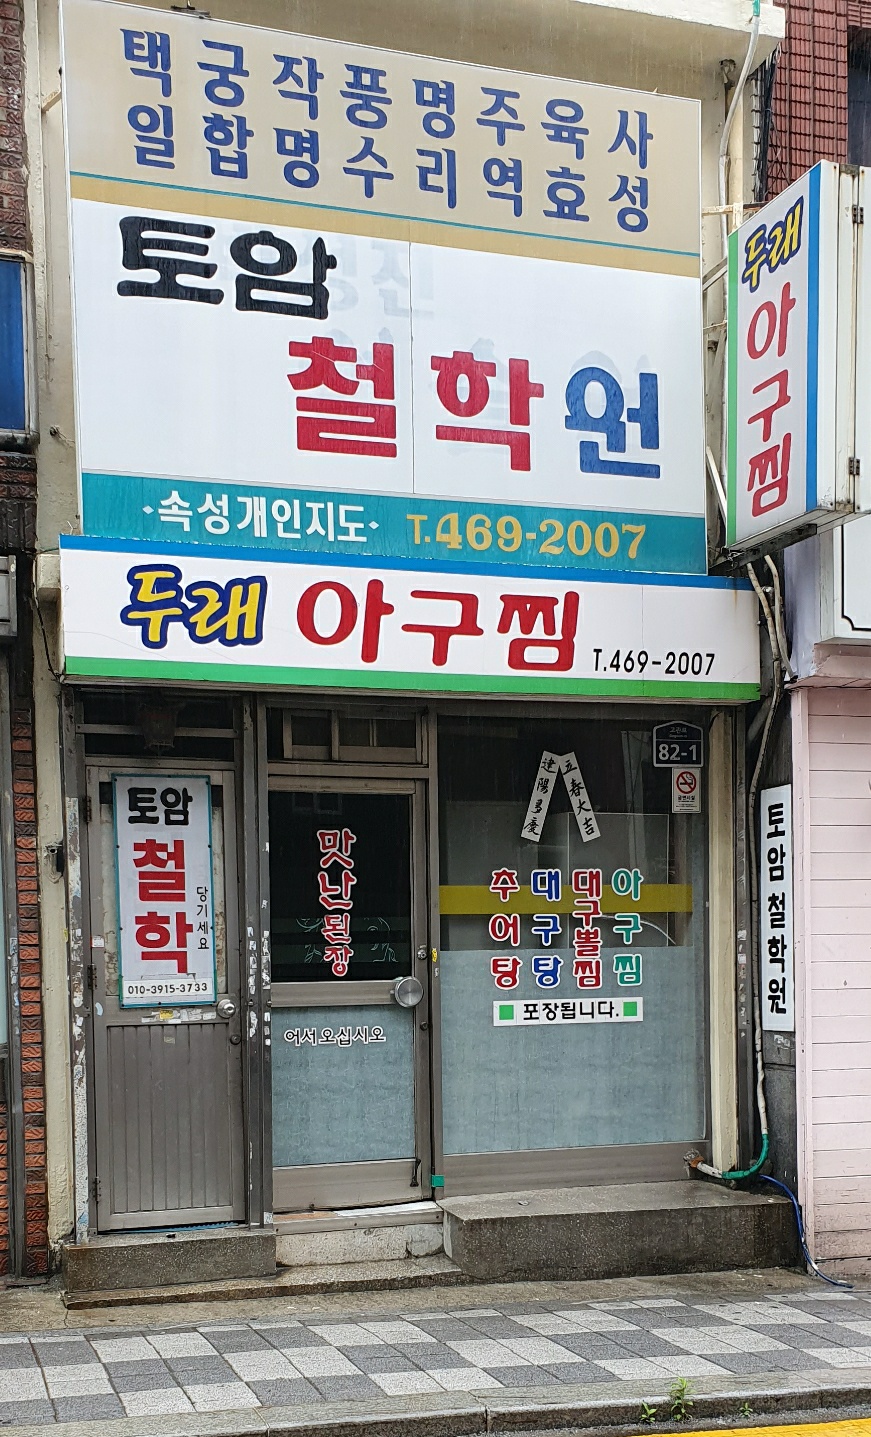 택궁작풍명주육사
일합명수리역효성
토암
철학원
·속성개인지도· T.469-2007
두래 아구찜 T.469-2007
두래
아구찜
토암
철학
당기세요
010-3915-3733
맛난된장
어서오십시오
82-1
立春大吉
建陽多慶
추어탕
대구탕
대구뽈찜
아구찜
포장됩니다.
토암철학원